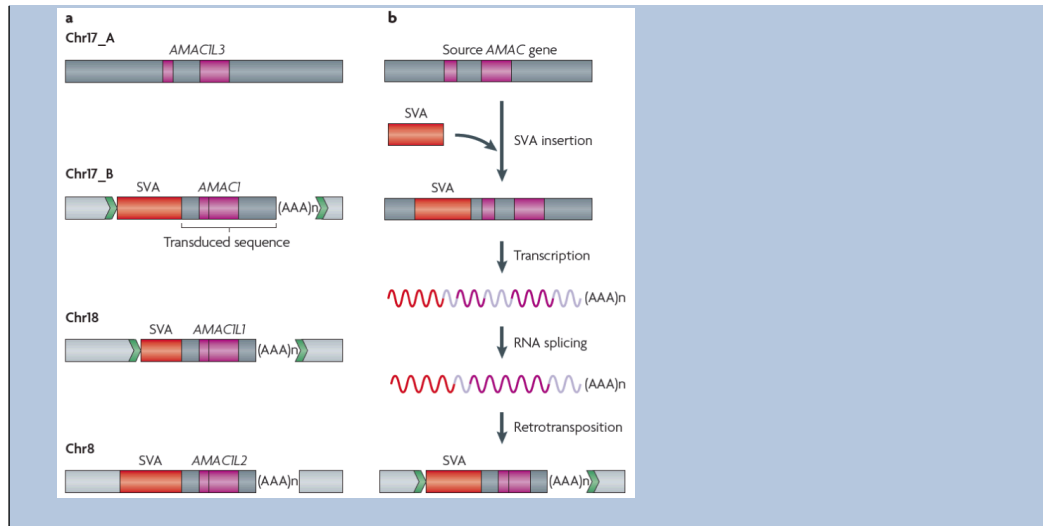 a
Chr17_A
AMAC1L3
Chr17_B
SVA
AMAC1
(AAA)n
Transduced sequence
Chr18
SVA
AMAC1L1
(AAA)n
Chr8
SVA
AMAC1L2
(AAA)n
b
Source AMAC gene
SVA
SVA insertion
SVA
Transcription
(AAA)n
RNA splicing
(AAA)n
Retrotransposition
SVA
(AAA)n